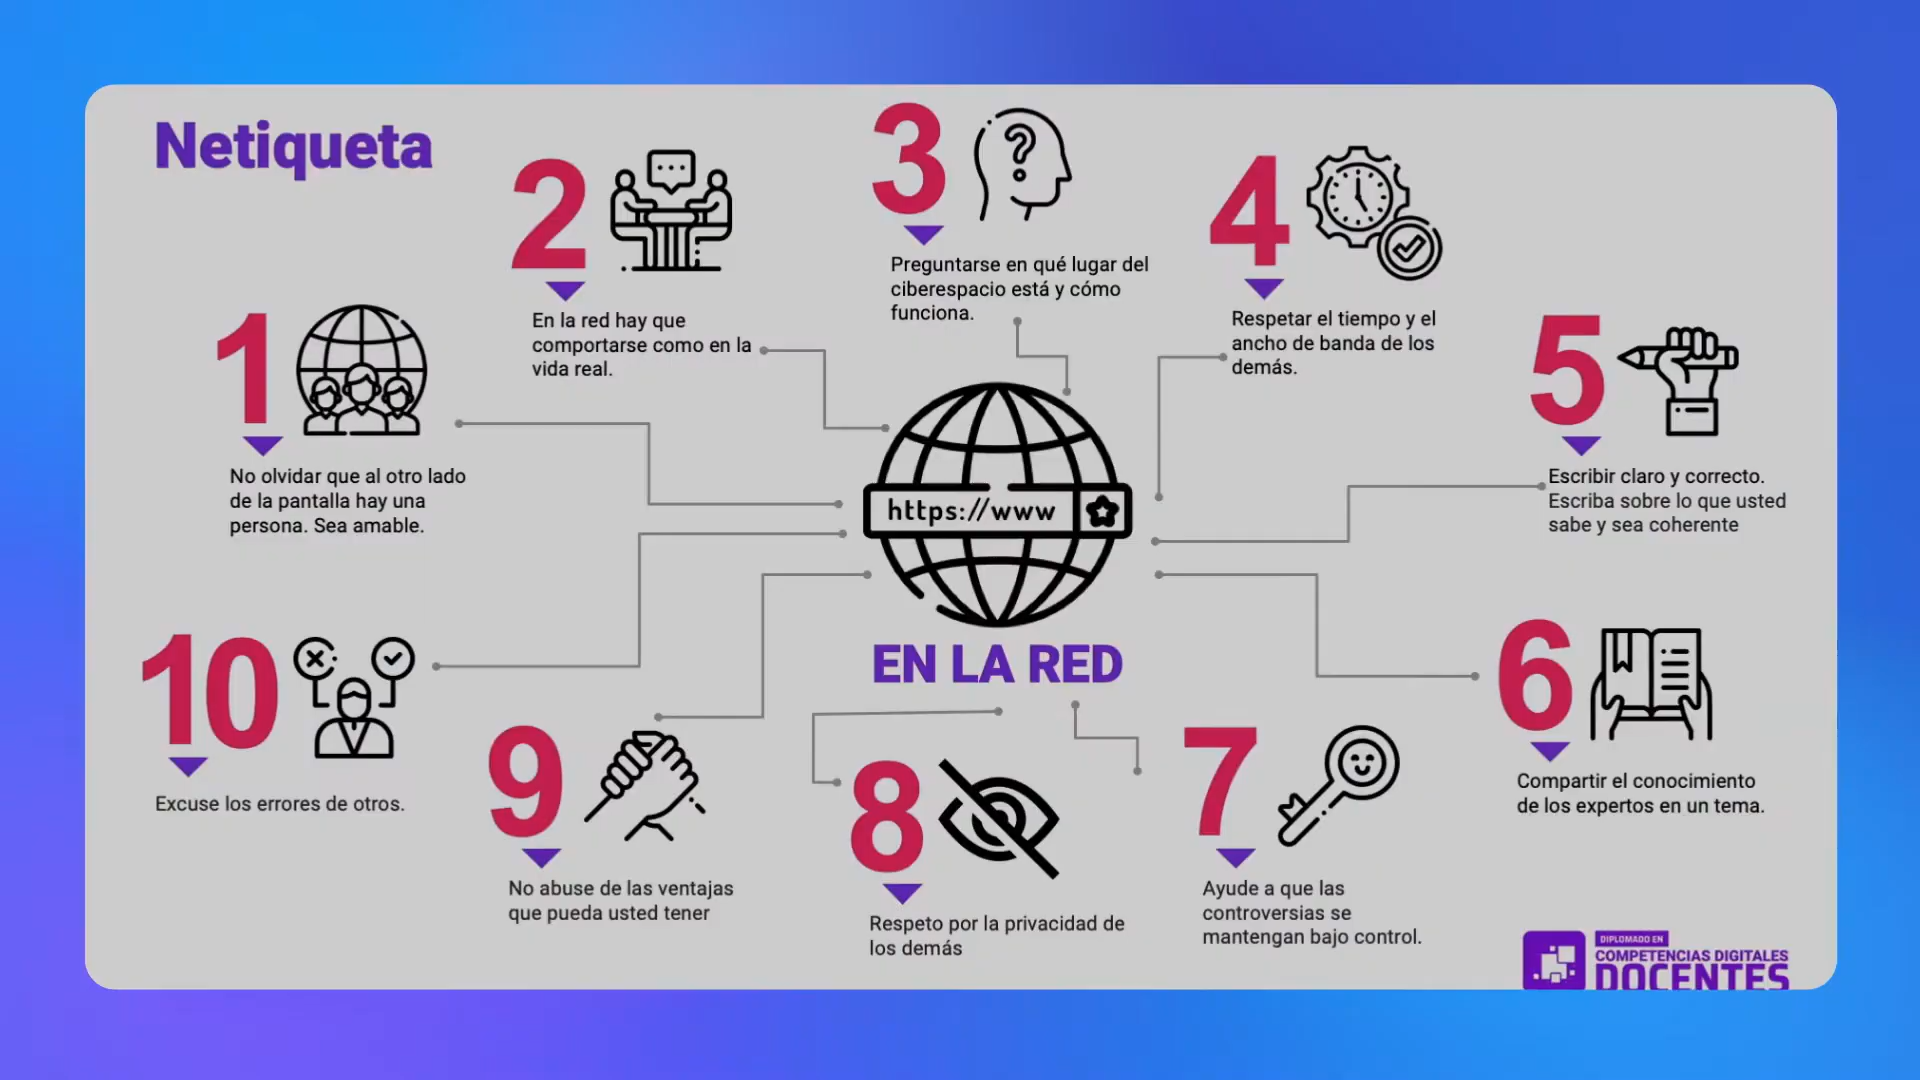 Netiqueta
1
No olvidar que al otro lado
de la pantalla hay una
persona. Sea amable.
2
En la red hay que
comportarse como en la
vida real.
3
Preguntarse en qué lugar del
ciberespacio está y cómo
funciona.
4
Respetar el tiempo y el
ancho de banda de los
demás.
5
Escribir claro y correcto.
Escriba sobre lo que usted
sabe y sea coherente
https://www
EN LA RED
6
Compartir el conocimiento
de los expertos en un tema.
7
Ayude a que las
controversias se
mantengan bajo control.
8
Respeto por la privacidad de
los demás
9
No abuse de las ventajas
que pueda usted tener
10
Excuse los errores de otros.
DIPLOMADO EN
COMPETENCIAS DIGITALES
DOCENTES